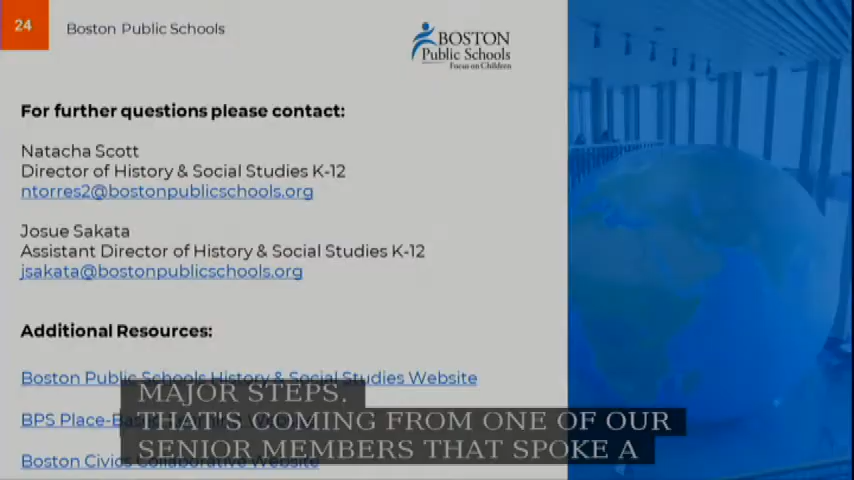 24
Boston Public Schools
BOSTON
Public Schools
Focus on Children
For further questions please contact:
Natacha Scott
Director of History & Social Studies K-12
ntorres2@bostonpublicschools.org
Josue Sakata
Assistant Director of History & Social Studies K-12
jsakata@bostonpublicschools.org
Additional Resources:
Boston Public Schools History & Social Studies Website
MAJOR STEPS.
BPS Place-Ba
THAT'S COMING FROM ONE OF OUR
SENIOR MEMBERS THAT SPOKE A
Boston Civics Collaborative Website